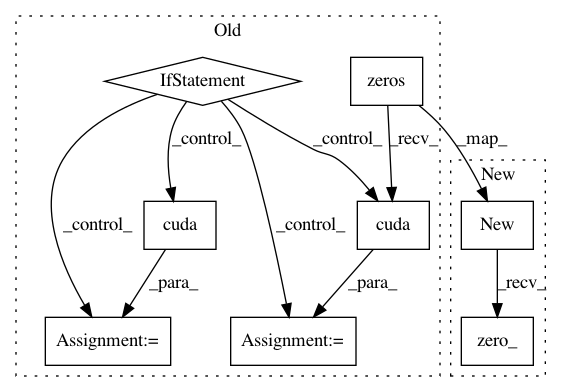 Old
IfStatement
zeros
_control_
_control_
_recv_
_map_
New
cuda
cuda
New
_control_
_control_
_para_
_para_
_recv_
Assignment:=
Assignment:=
zero_